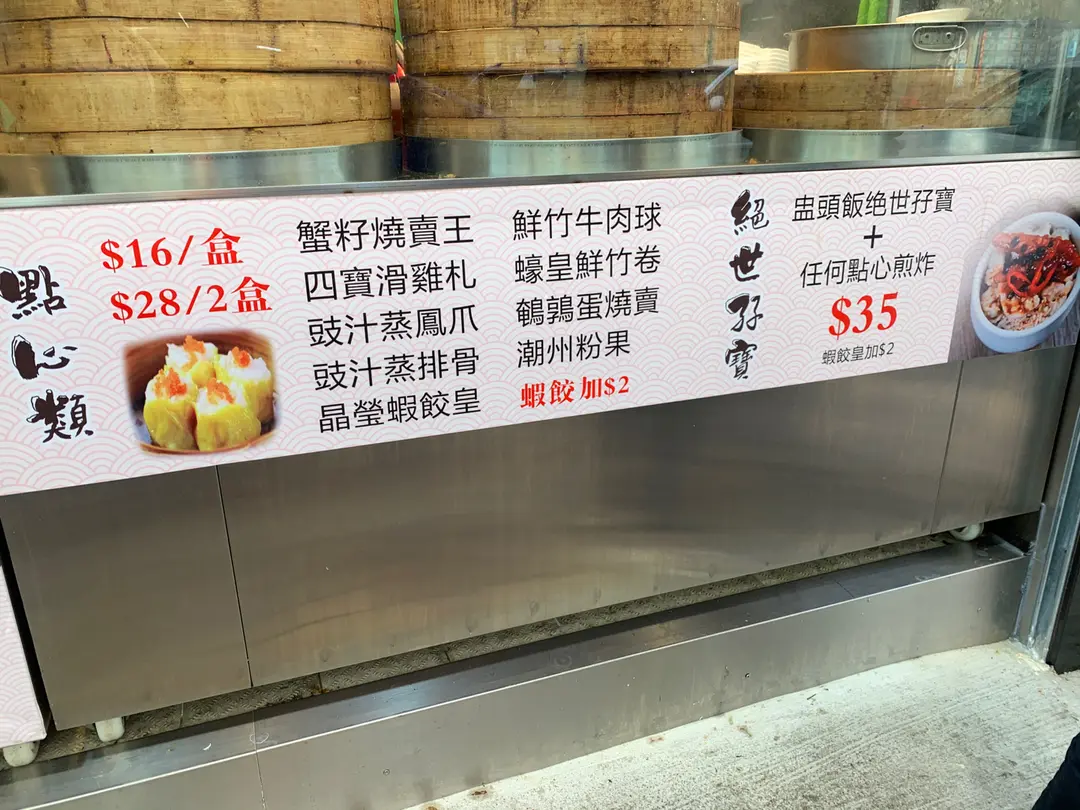 點心類
$16/盒
$28/2盒
蟹籽燒賣王
四寶滑雞札
豉汁蒸鳳爪
豉汁蒸排骨
晶瑩蝦餃皇
鮮竹牛肉球
蠔皇鮮竹卷
鵪鶉蛋燒賣
潮州粉果
蝦餃加$2
絕世孖寶
盅頭飯绝世孖寶
+
任何點心煎炸
$35
蝦餃皇加$2